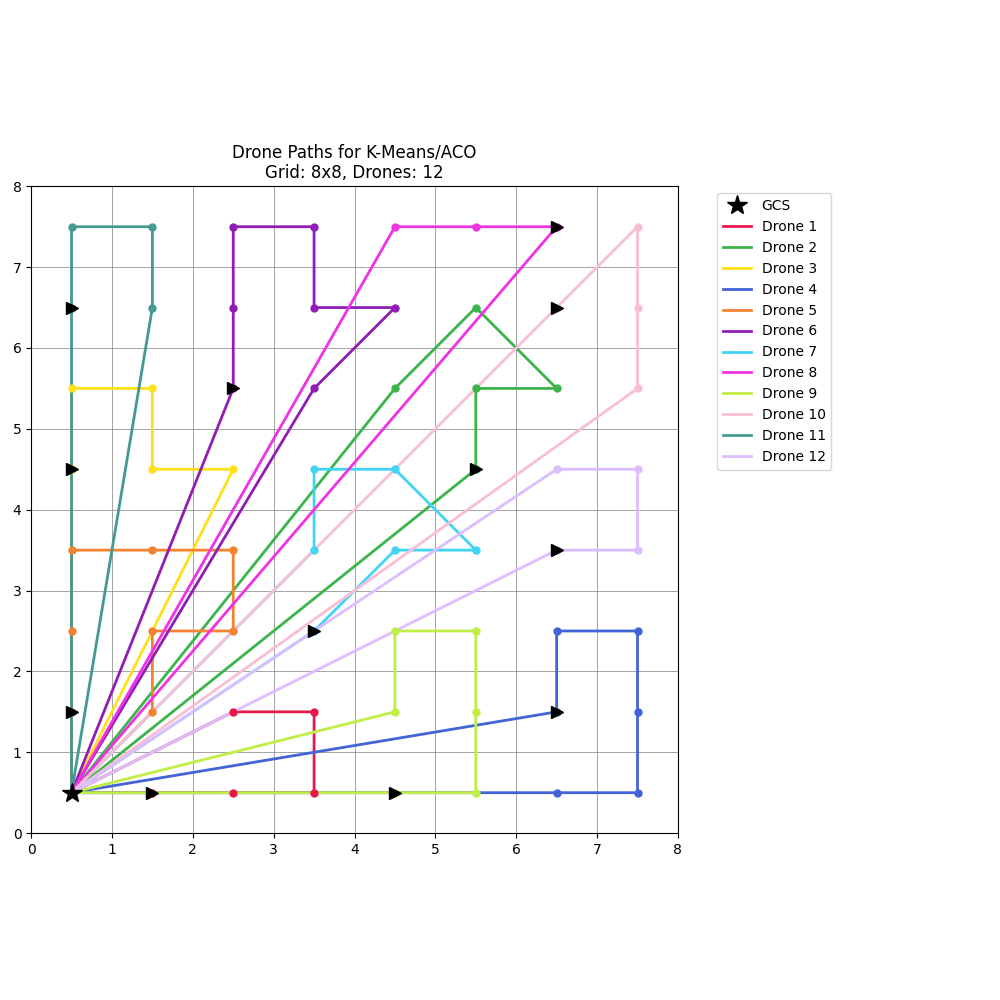 Drone Paths for K-Means/ACO
Grid: 8x8, Drones: 12
8
7
6
5
4
3
2
1
0
0 1 2 3 4 5 6 7 8
GCS
Drone 1
Drone 2
Drone 3
Drone 4
Drone 5
Drone 6
Drone 7
Drone 8
Drone 9
Drone 10
Drone 11
Drone 12